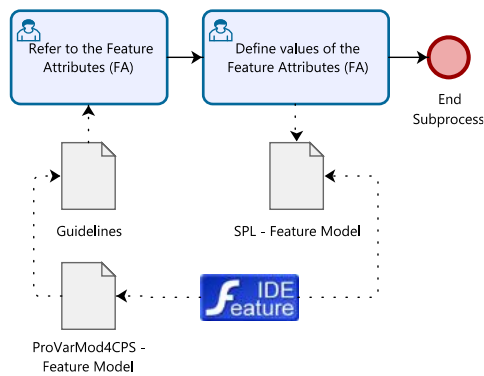 Refer to the Feature
Attributes (FA)
Define values of the
Feature Attributes (FA)
End
Subprocess
Guidelines
SPL - Feature Model
IDE
Feature
ProVarMod4CPS -
Feature Model